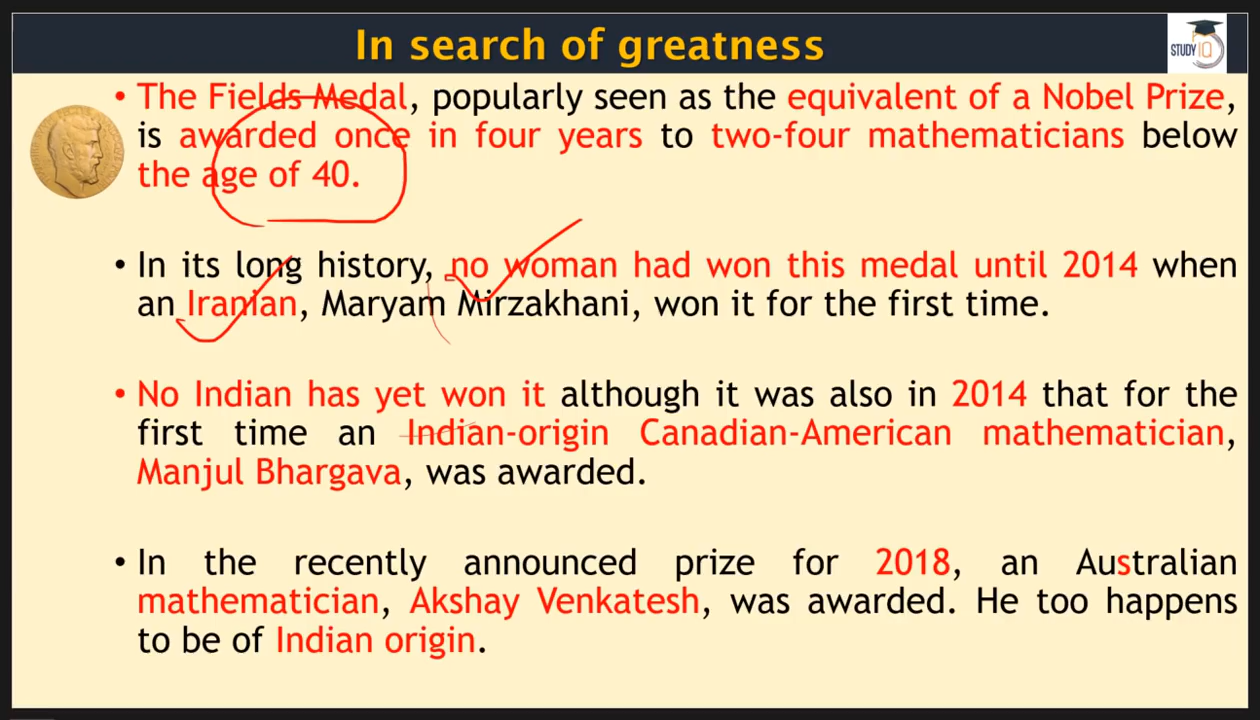 In search of greatness
STUDY IQ
• The Fields Medal, popularly seen as the equivalent of a Nobel Prize,
is awarded once in four years to two-four mathematicians below
the age of 40.
• In its long history, no woman had won this medal until 2014 when
an Iranian, Maryam Mirzakhani, won it for the first time.
• No Indian has yet won it although it was also in 2014 that for the
first time an Indian-origin Canadian-American mathematician,
Manjul Bhargava, was awarded.
• In the recently announced prize for 2018, an Australian
mathematician, Akshay Venkatesh, was awarded. He too happens
to be of Indian origin.